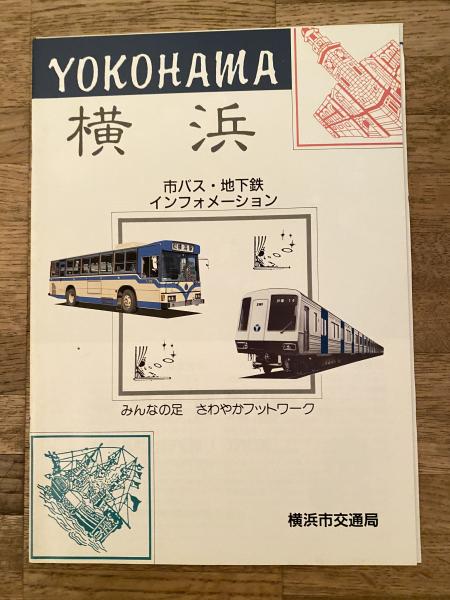 YOKOHAMA
横浜
市バス・地下鉄
インフォメーション
みんなの足 さわやかフットワーク
横浜市交通局